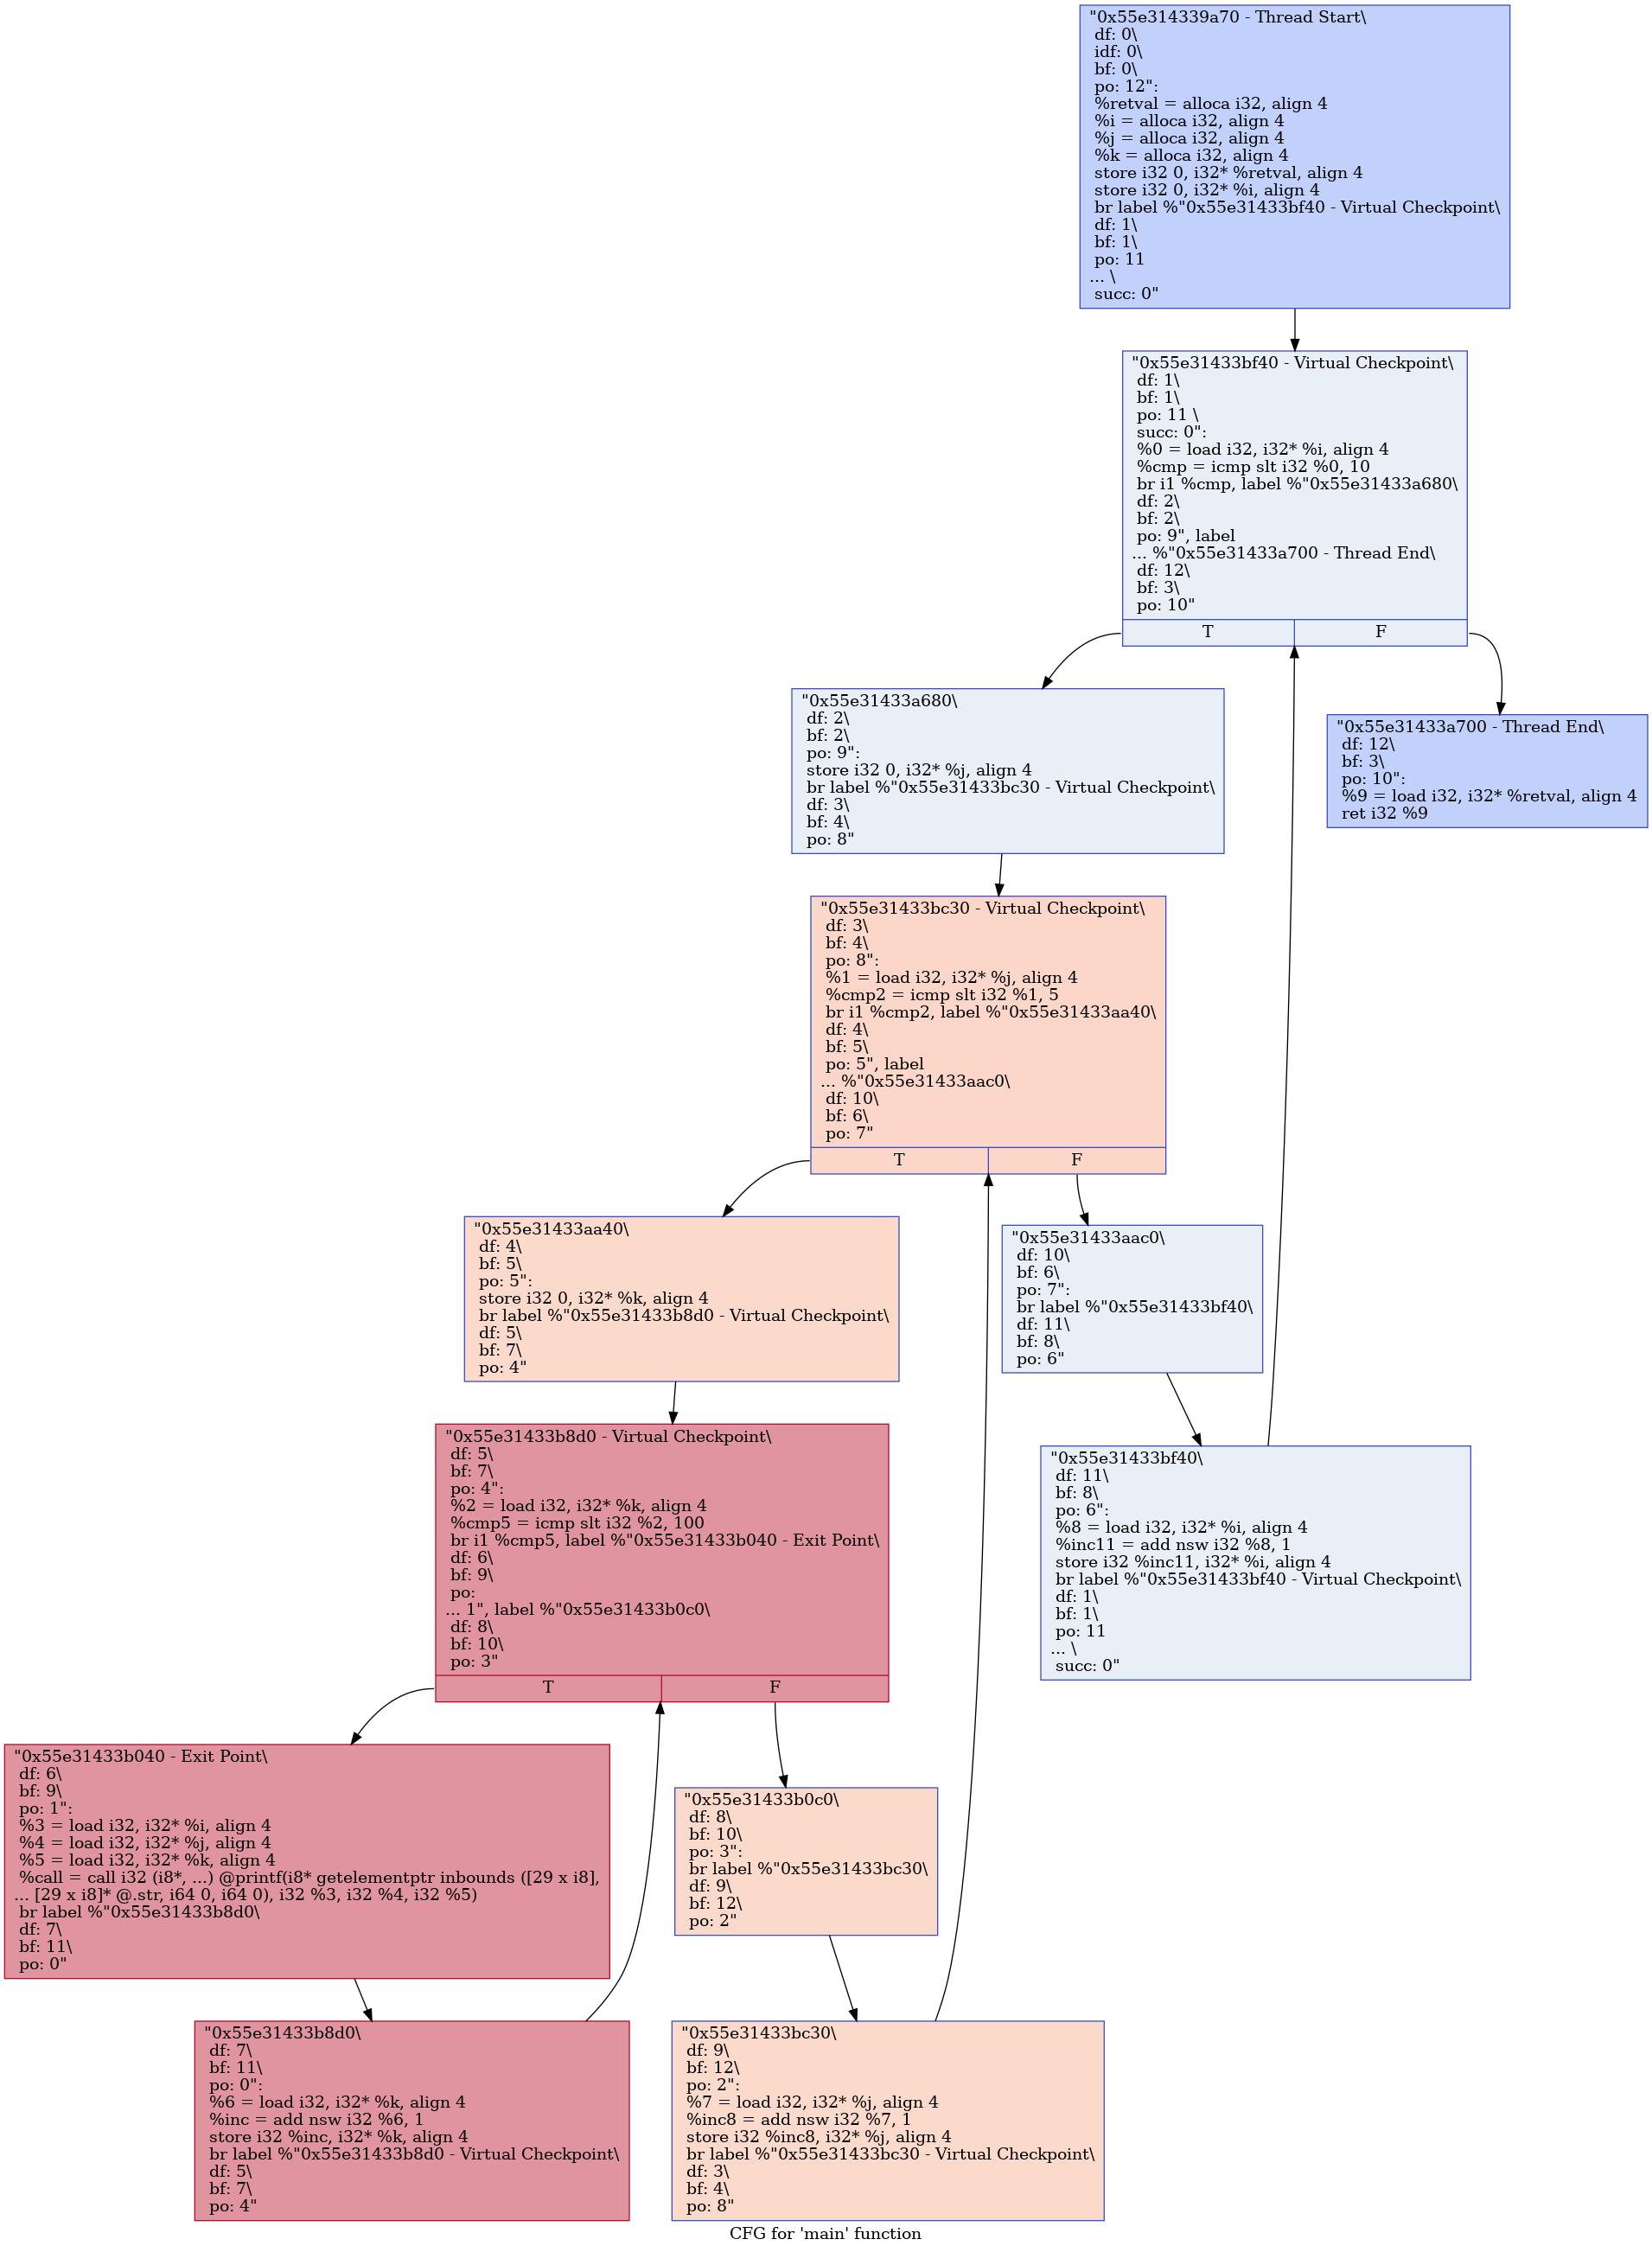 "0x55e314339a70 - Thread Start\
df: 0\
idf: 0\
bf: 0\
po: 12":
%retval = alloca i32, align 4
%i = alloca i32, align 4
%j = alloca i32, align 4
%k = alloca i32, align 4
store i32 0, i32* %retval, align 4
store i32 0, i32* %i, align 4
br label %"0x55e31433bf40 - Virtual Checkpoint\
df: 1\
bf: 1\
po: 11
... \
succ: 0"
"0x55e31433bf40 - Virtual Checkpoint\
df: 1\
bf: 1\
po: 11 \
succ: 0":
%0 = load i32, i32* %i, align 4
%cmp = icmp slt i32 %0, 10
br i1 %cmp, label %"0x55e31433a680\
df: 2\
bf: 2\
po: 9", label
... %"0x55e31433a700 - Thread End\
df: 12\
bf: 3\
po: 10"
T F
"0x55e31433a680\
df: 2\
bf: 2\
po: 9":
store i32 0, i32* %j, align 4
br label %"0x55e31433bc30 - Virtual Checkpoint\
df: 3\
bf: 4\
po: 8"
"0x55e31433a700 - Thread End\
df: 12\
bf: 3\
po: 10":
%9 = load i32, i32* %retval, align 4
ret i32 %9
"0x55e31433bc30 - Virtual Checkpoint\
df: 3\
bf: 4\
po: 8":
%1 = load i32, i32* %j, align 4
%cmp2 = icmp slt i32 %1, 5
br i1 %cmp2, label %"0x55e31433aa40\
df: 4\
bf: 5\
po: 5", label
... %"0x55e31433aac0\
df: 10\
bf: 6\
po: 7"
T F
"0x55e31433aa40\
df: 4\
bf: 5\
po: 5":
store i32 0, i32* %k, align 4
br label %"0x55e31433b8d0 - Virtual Checkpoint\
df: 5\
bf: 7\
po: 4"
"0x55e31433aac0\
df: 10\
bf: 6\
po: 7":
br label %"0x55e31433bf40\
df: 11\
bf: 8\
po: 6"
"0x55e31433b8d0 - Virtual Checkpoint\
df: 5\
bf: 7\
po: 4":
%2 = load i32, i32* %k, align 4
%cmp5 = icmp slt i32 %2, 100
br i1 %cmp5, label %"0x55e31433b040 - Exit Point\
df: 6\
bf: 9\
po:
... 1", label %"0x55e31433b0c0\
df: 8\
bf: 10\
po: 3"
T F
"0x55e31433bf40\
df: 11\
bf: 8\
po: 6":
%8 = load i32, i32* %i, align 4
%inc11 = add nsw i32 %8, 1
store i32 %inc11, i32* %i, align 4
br label %"0x55e31433bf40 - Virtual Checkpoint\
df: 1\
bf: 1\
po: 11
... \
succ: 0"
"0x55e31433b040 - Exit Point\
df: 6\
bf: 9\
po: 1":
%3 = load i32, i32* %i, align 4
%4 = load i32, i32* %j, align 4
%5 = load i32, i32* %k, align 4
%call = call i32 (i8*, ...) @printf(i8* getelementptr inbounds ([29 x i8],
... [29 x i8]* @.str, i64 0, i64 0), i32 %3, i32 %4, i32 %5)
br label %"0x55e31433b8d0\
df: 7\
bf: 11\
po: 0"
"0x55e31433b0c0\
df: 8\
bf: 10\
po: 3":
br label %"0x55e31433bc30\
df: 9\
bf: 12\
po: 2"
"0x55e31433b8d0\
df: 7\
bf: 11\
po: 0":
%6 = load i32, i32* %k, align 4
%inc = add nsw i32 %6, 1
store i32 %inc, i32* %k, align 4
br label %"0x55e31433b8d0 - Virtual Checkpoint\
df: 5\
bf: 7\
po: 4"
"0x55e31433bc30\
df: 9\
bf: 12\
po: 2":
%7 = load i32, i32* %j, align 4
%inc8 = add nsw i32 %7, 1
store i32 %inc8, i32* %j, align 4
br label %"0x55e31433bc30 - Virtual Checkpoint\
df: 3\
bf: 4\
po: 8"
CFG for 'main' function